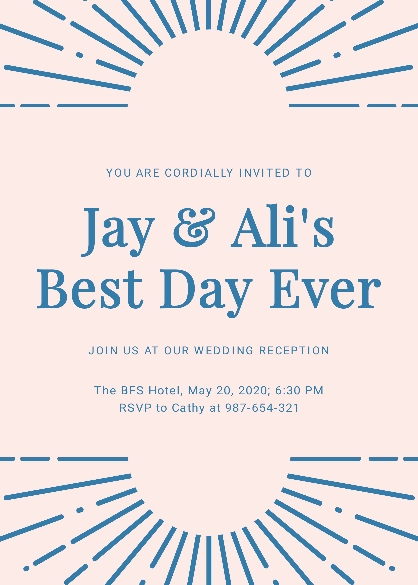 YOU ARE CORDIALLY INVITED TO
Jay & Ali's
Best Day Ever
JOIN US AT OUR WEDDING RECEPTION
The BFS Hotel, May 20, 2020; 6:30 PM
RSVP to Cathy at 987-654-321